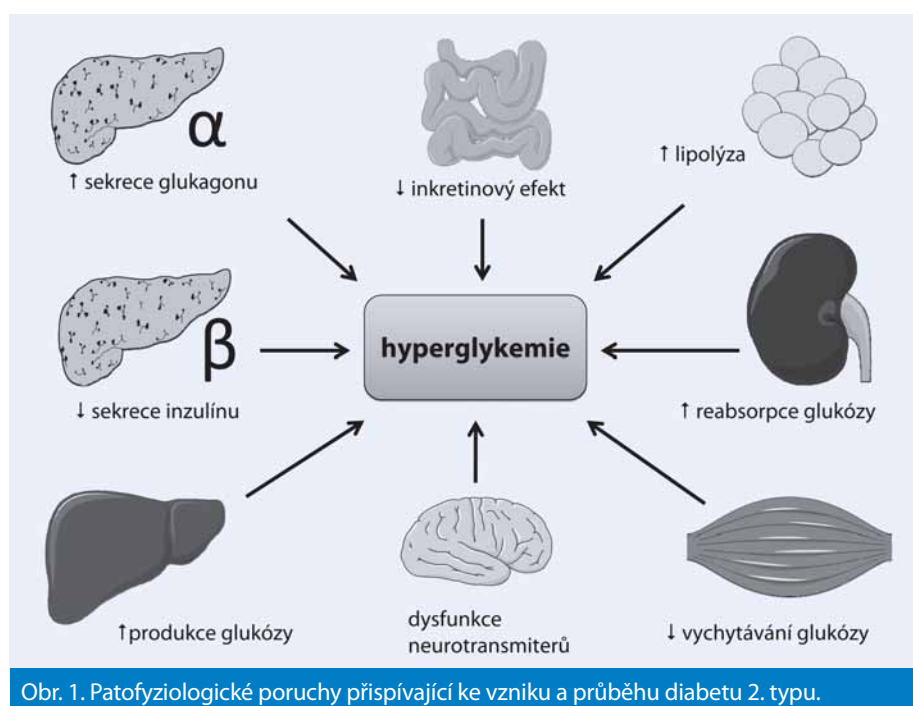 α
↑ sekrece glukagonu
↓ inkretinový efekt
↑ lipolýza
β
↓ sekrece inzulínu
hyperglykemie
↑ reabsorpce glukózy
↑produkce glukózy
dysfunkce
neurotransmiterů
↓ vychytávání glukózy
Obr. 1. Patofyziologické poruchy přispívající ke vzniku a průběhu diabetu 2. typu.